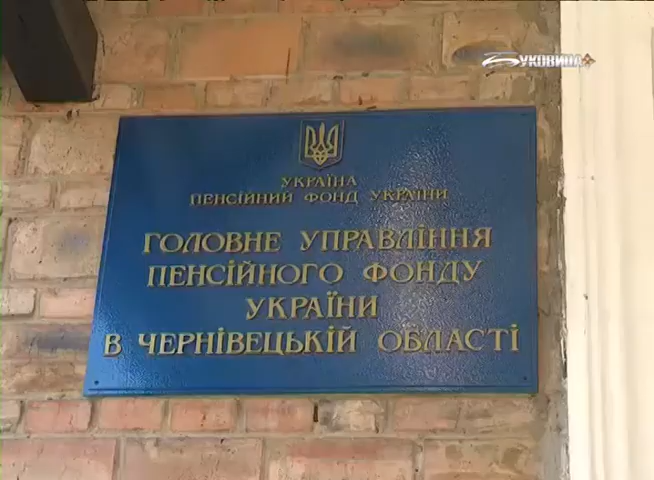 БУКОВИНА
УКРАЇНА
ПЕНСІЙНИЙ ФОНД УКРАЇНИ
ГОЛОВНЕ УПРАВЛІННЯ
ПЕНСІЙНОГО ФОНДУ
УКРАЇНИ
В ЧЕРНІВЕЦЬКІЙ ОБЛАСТІ